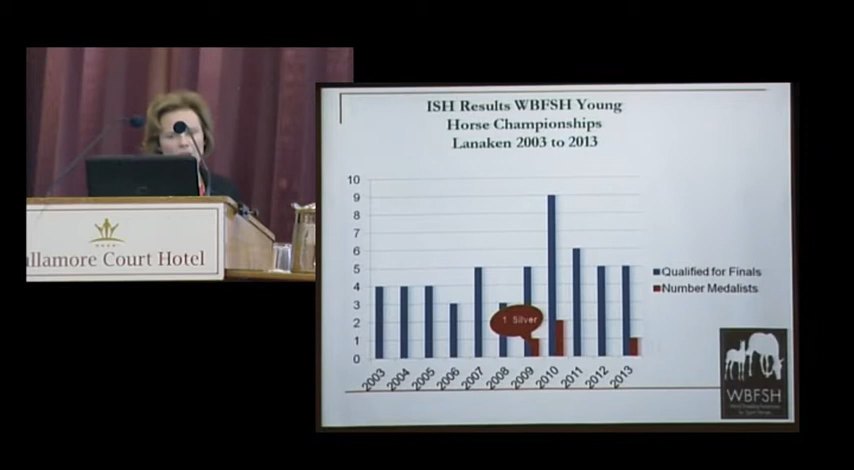 llamore Court Hotel
ISH Results WBFSH Young
Horse Championships
Lanaken 2003 to 2013
10
9
8
7
6
5
4
3
2
1
0
1 Silver
2003
2004
2005
2006
2007
2008
2009
2010
2011
2012
2013
Qualified for Finals
Number Medalists
WBFSH